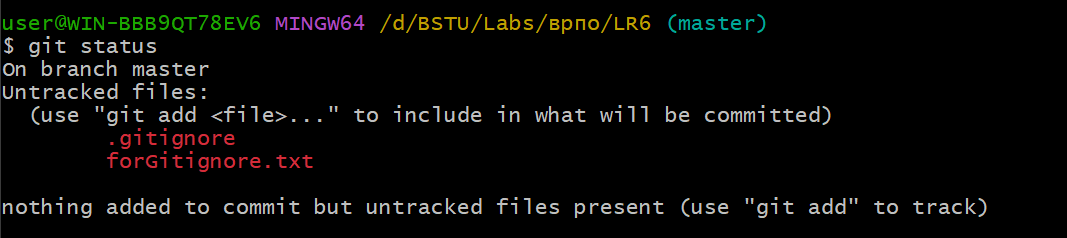 user@WIN-BBB9QT78EV6 MINGW64 /d/BSTU/Labs/врпо/LR6 (master)
$ git status
On branch master
Untracked files:
  (use "git add <file>..." to include in what will be committed)
        .gitignore
        forGitignore.txt

nothing added to commit but untracked files present (use "git add" to track)